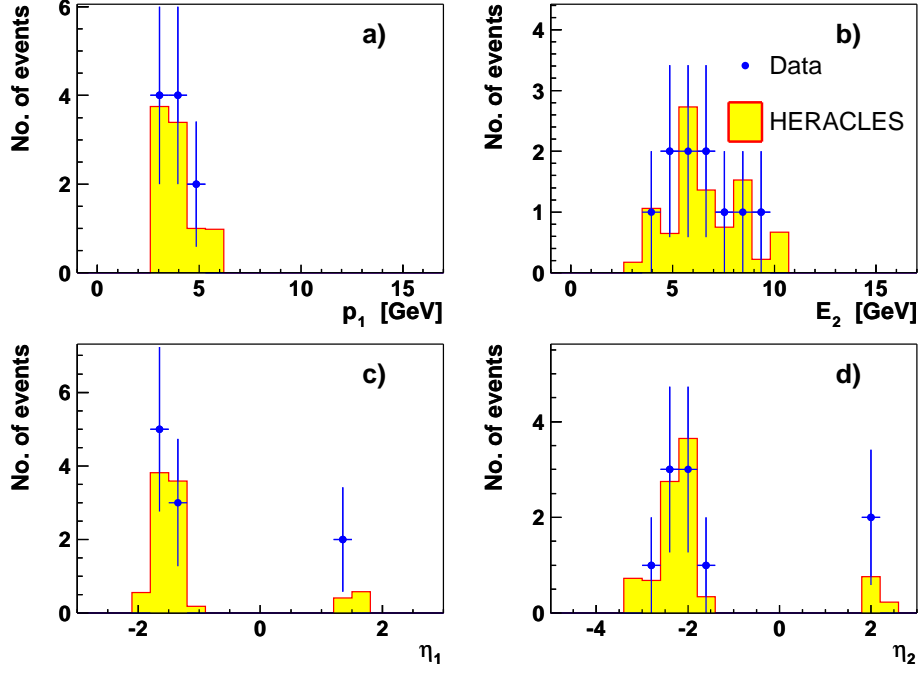 a)
No. of events
6
4
2
0
0 5 10 15
p1 [GeV]
b)
No. of events
Data
HERACLES
4
3
2
1
0
0 5 10 15
E2 [GeV]
c)
No. of events
6
4
2
0
-2 0 2
η1
d)
No. of events
4
2
0
-4 -2 0 2
η2